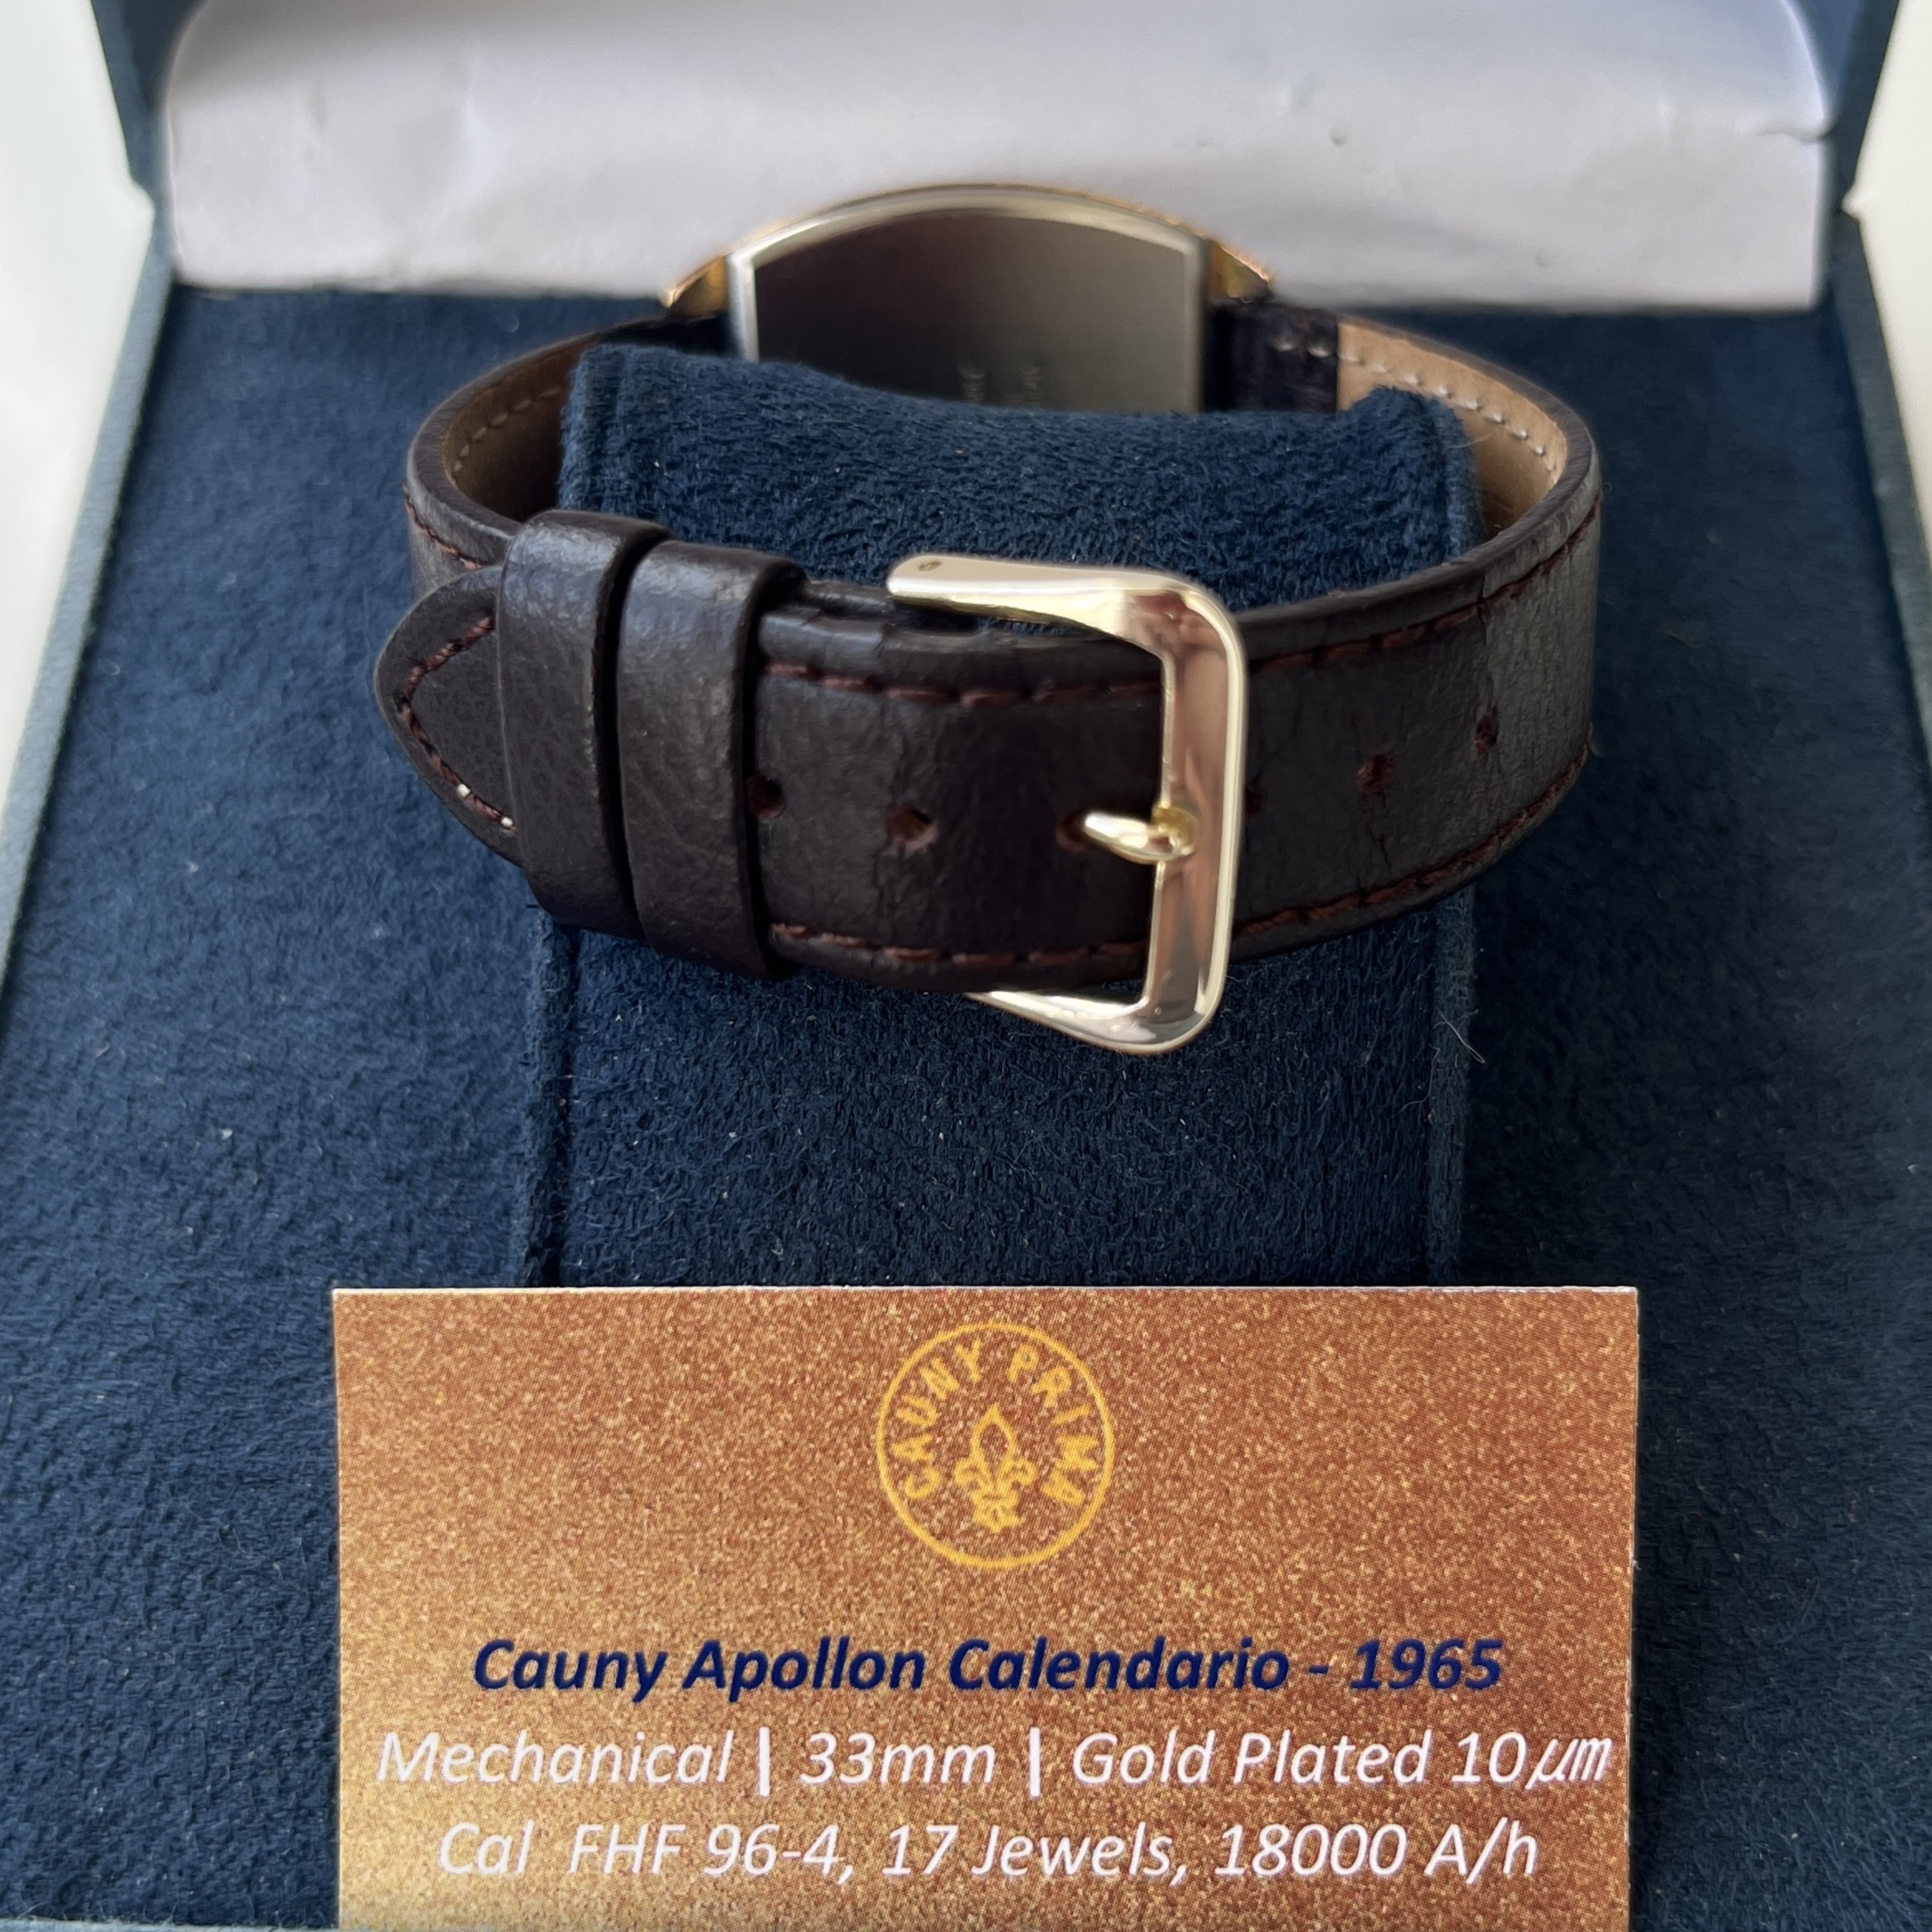 CAUNY PRIMA
Cauny Apollon Calendario - 1965
Mechanical | 33mm | Gold Plated 10㎛
Cal FHF 96-4, 17 Jewels, 18000 A/h